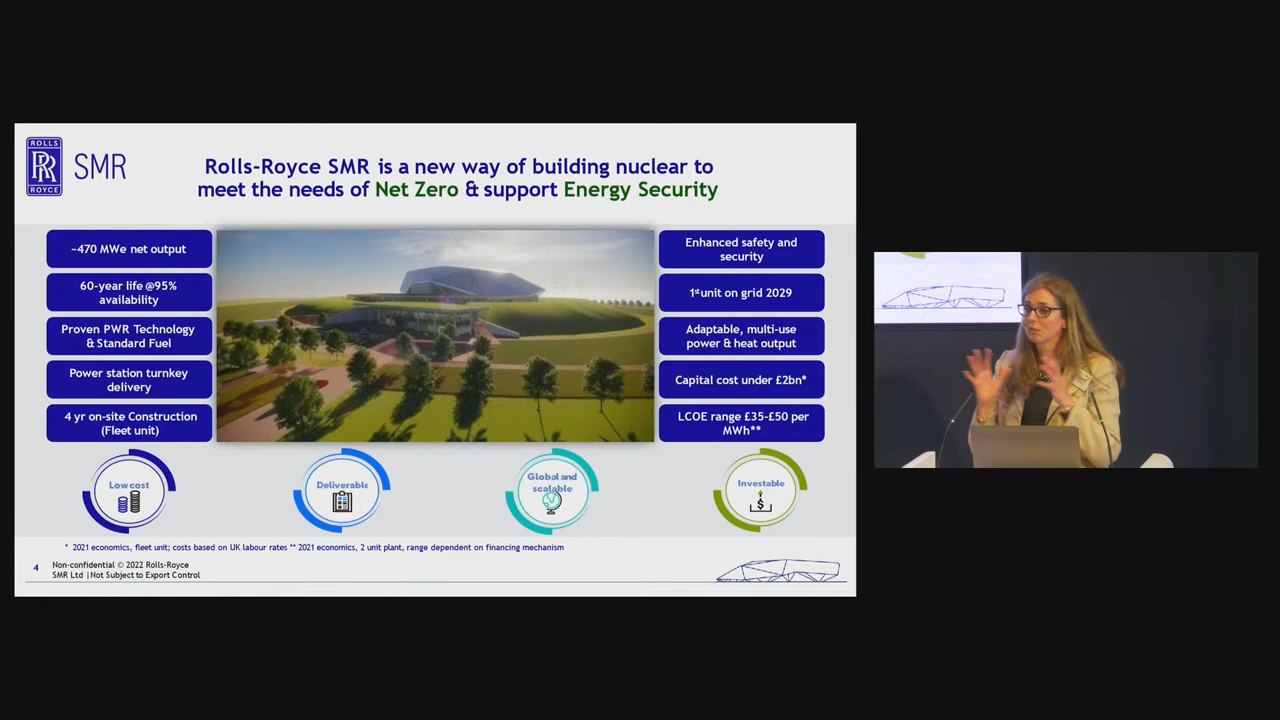 ROLLS
RR
ROYCE
SMR
Rolls-Royce SMR is a new way of building nuclear to
meet the needs of Net Zero & support Energy Security
~470 MWe net output
60-year life @95%
availability
Proven PWR Technology
& Standard Fuel
Power station turnkey
delivery
4 yr on-site Construction
(Fleet unit)
Enhanced safety and
security
1st unit on grid 2029
Adaptable, multi-use
power & heat output
Capital cost under £2bn*
LCOE range £35-£50 per
MWh**
Low cost
Deliverable
Global and
scalable
Investable
$
* 2021 economics, fleet unit; costs based on UK labour rates ** 2021 economics, 2 unit plant, range dependent on financing mechanism
4
Non-confidential © 2022 Rolls-Royce
SMR Ltd | Not Subject to Export Control